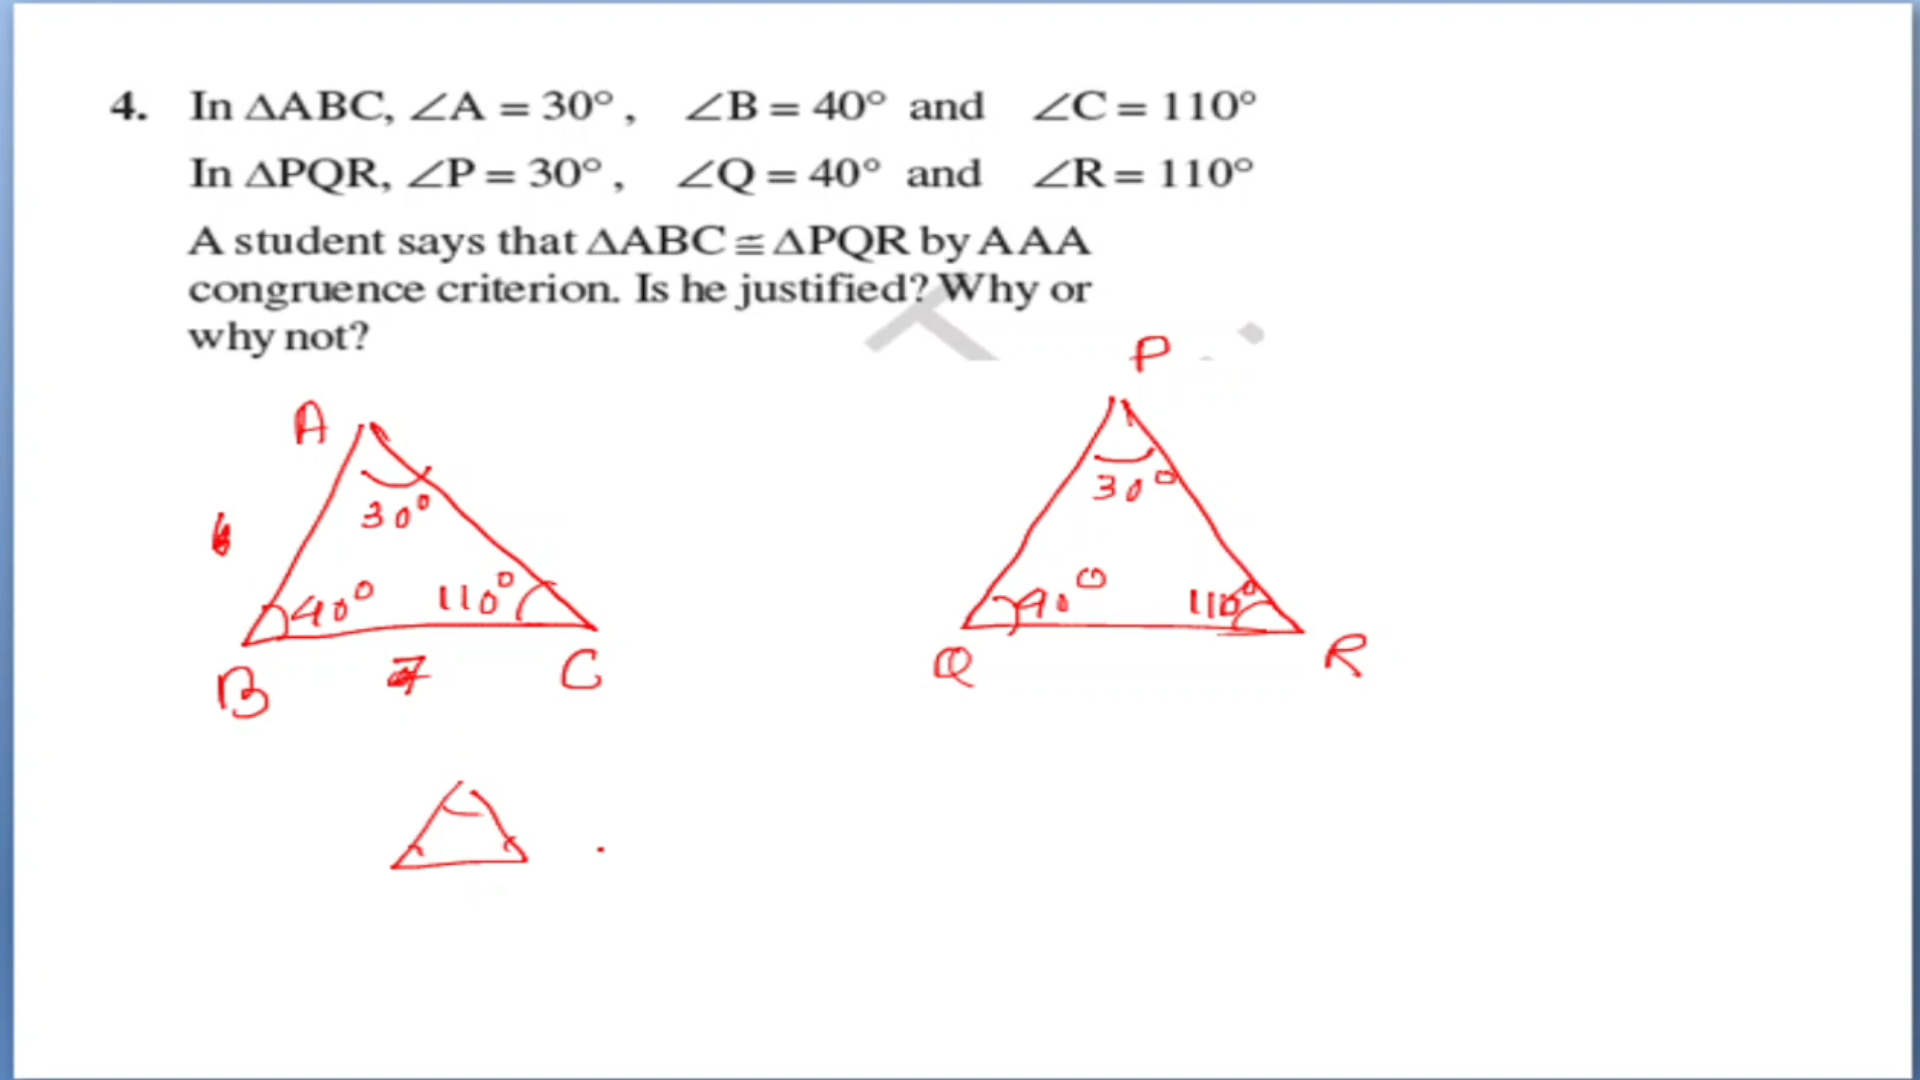 4. In ΔABC, ∠A = 30°, ∠B = 40° and ∠C = 110°
In ΔPQR, ∠P = 30°, ∠Q = 40° and ∠R = 110°
A student says that ΔABC ≅ ΔPQR by AAA
congruence criterion. Is he justified? Why or
why not?
P
A
30°
30°
40° 110°
40° 110°
B 7 C
Q R